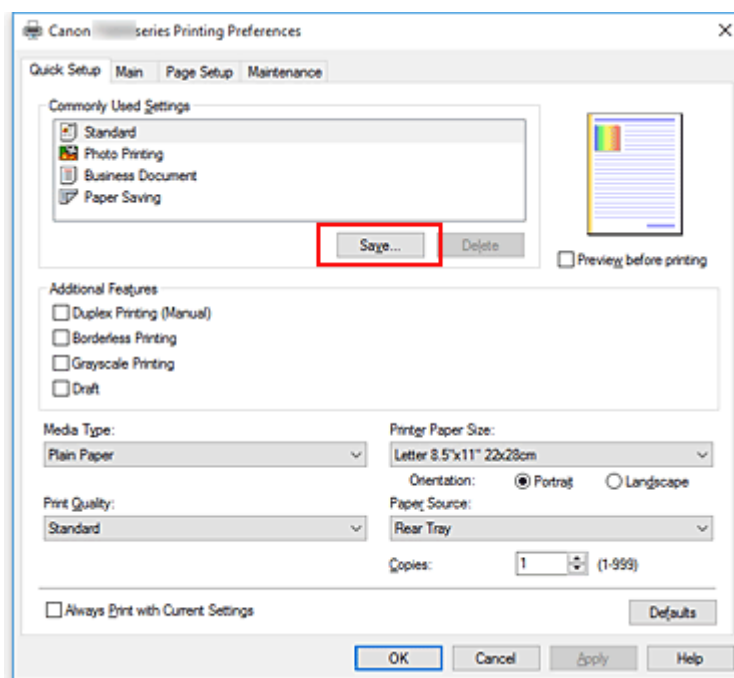 Canon series Printing Preferences
Quick Setup Main Page Setup Maintenance
Commonly Used Settings
Standard
Photo Printing
Business Document
Paper Saving
Save... Delete
Preview before printing
Additional Features
Duplex Printing (Manual)
Borderless Printing
Grayscale Printing
Draft
Media Type: Printer Paper Size:
Plain Paper Letter 8.5"x11" 22x28cm
Orientation: Portrait Landscape
Print Quality: Paper Source:
Standard Rear Tray
Copies: 1 (1-999)
Always Print with Current Settings Defaults
OK Cancel Apply Help